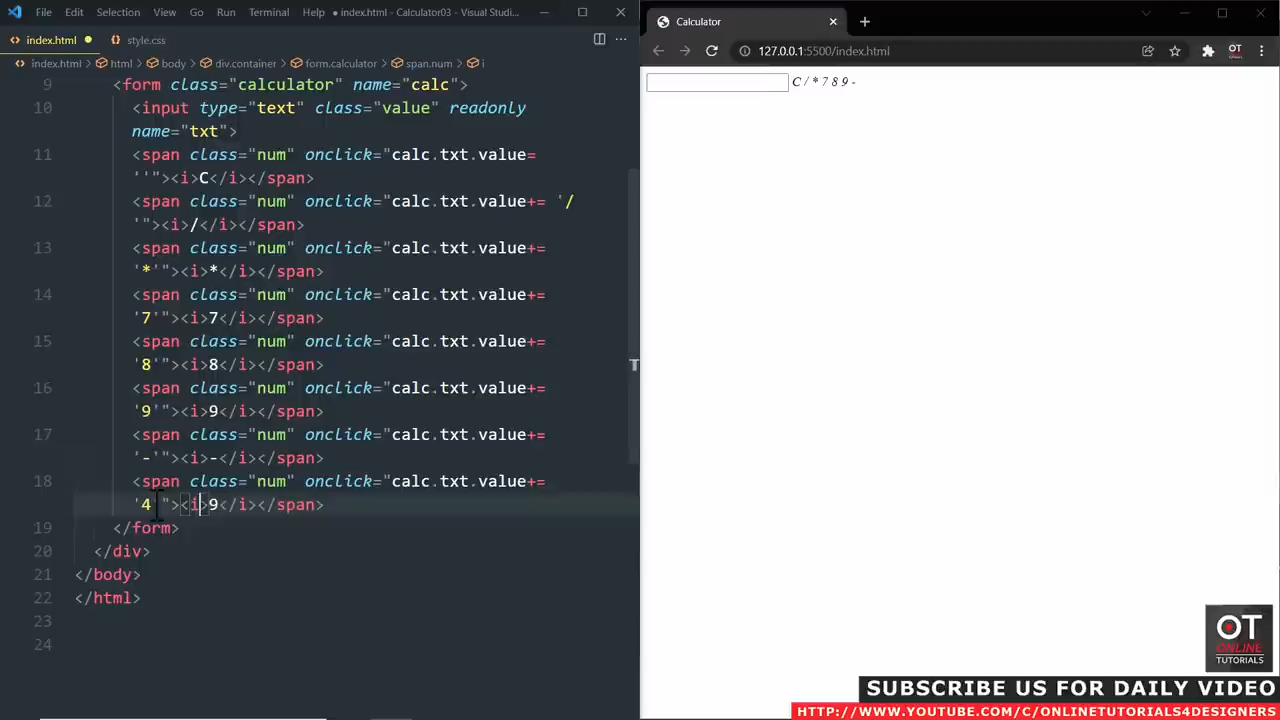 File Edit Selection View Go Run Terminal Help ● index.html - Calculator03 - Visual Studi...
index.html ● style.css
index.html > html > body > div.container > form.calculator > span.num > i
9 <form class="calculator" name="calc">
10 <input type="text" class="value" readonly
name="txt">
11 <span class="num" onclick="calc.txt.value=
''"><i>C</i></span>
12 <span class="num" onclick="calc.txt.value+= '/
'"><i>/</i></span>
13 <span class="num" onclick="calc.txt.value+=
'*'"><i>*</i></span>
14 <span class="num" onclick="calc.txt.value+=
'7'"><i>7</i></span>
15 <span class="num" onclick="calc.txt.value+=
'8'"><i>8</i></span>
16 <span class="num" onclick="calc.txt.value+=
'9'"><i>9</i></span>
17 <span class="num" onclick="calc.txt.value+=
'-'"><i>-</i></span>
18 <span class="num" onclick="calc.txt.value+=
'4'"><i>9</i></span>
19 </form>
20 </div>
21 </body>
22 </html>
23
24
Calculator
127.0.0.1:5500/index.html
OT
C / * 7 8 9 -
OT
ONLINE
TUTORIALS
SUBSCRIBE US FOR DAILY VIDEO
HTTP://WWW.YOUTUBE.COM/C/ONLINETUTORIALS4DESIGNERS